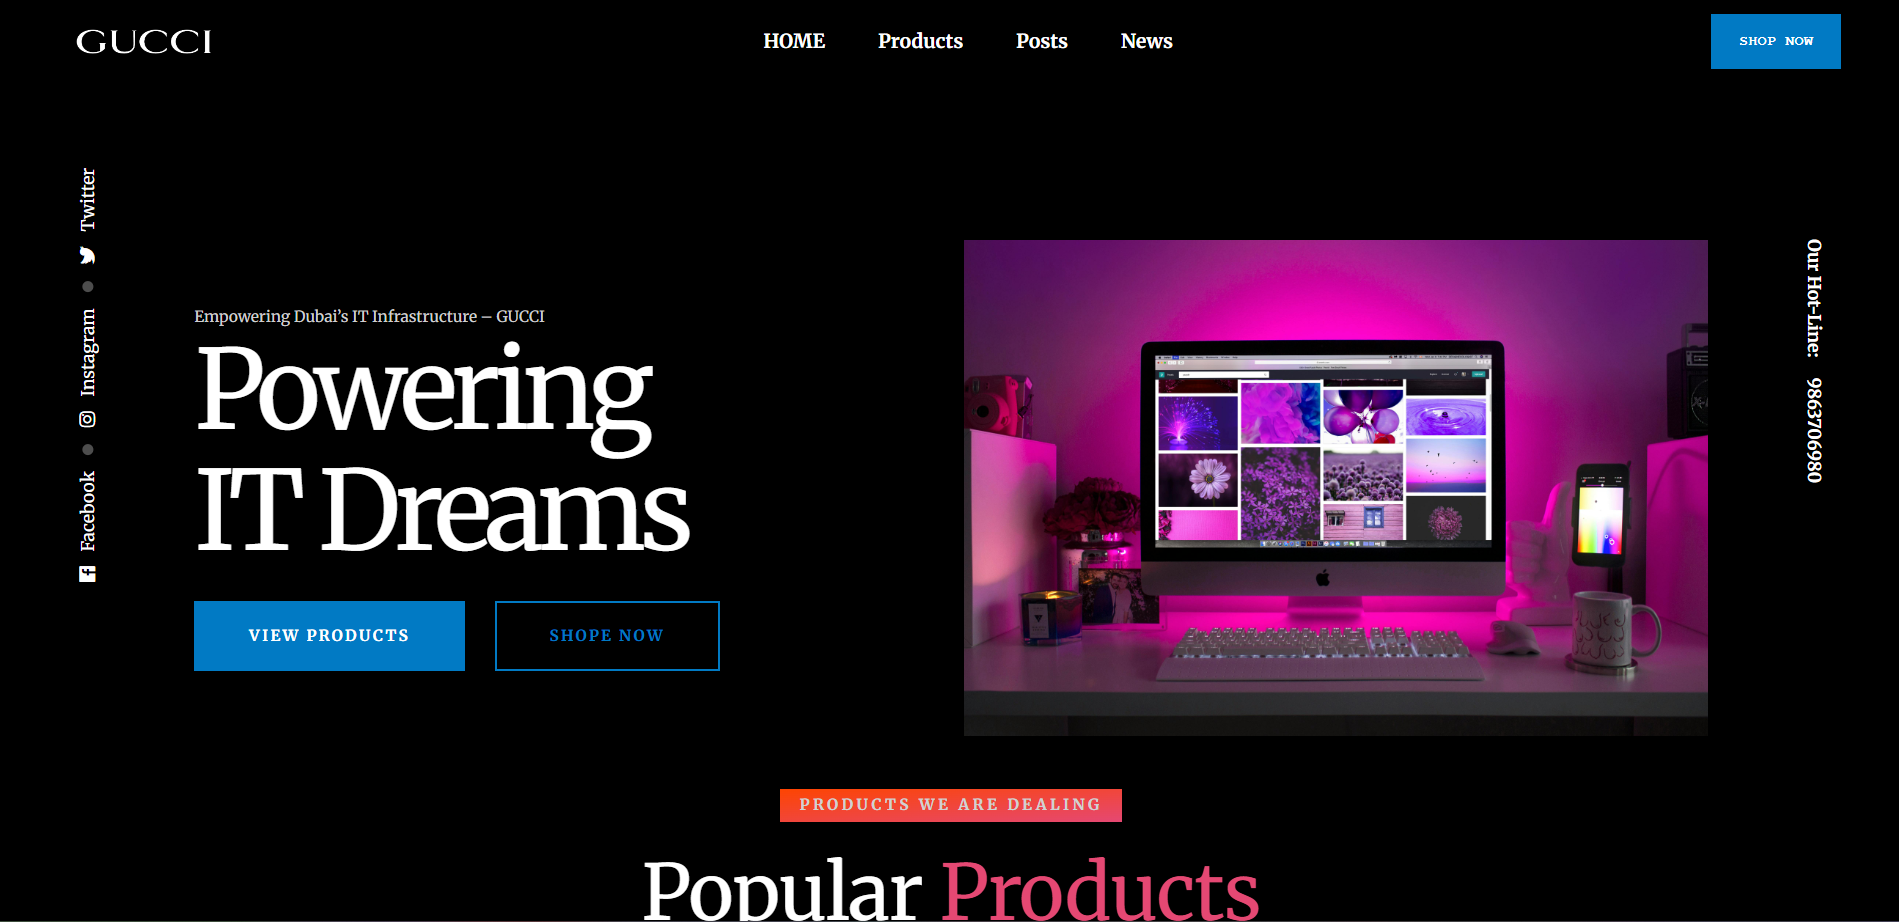 GUCCI
HOME
Products
Posts
News
SHOP NOW
Twitter
Instagram
Facebook
Our Hot-Line: 9863706980
Empowering Dubai’s IT Infrastructure – GUCCI
Powering
IT Dreams
VIEW PRODUCTS
SHOPE NOW
PRODUCTS WE ARE DEALING
Popular Products